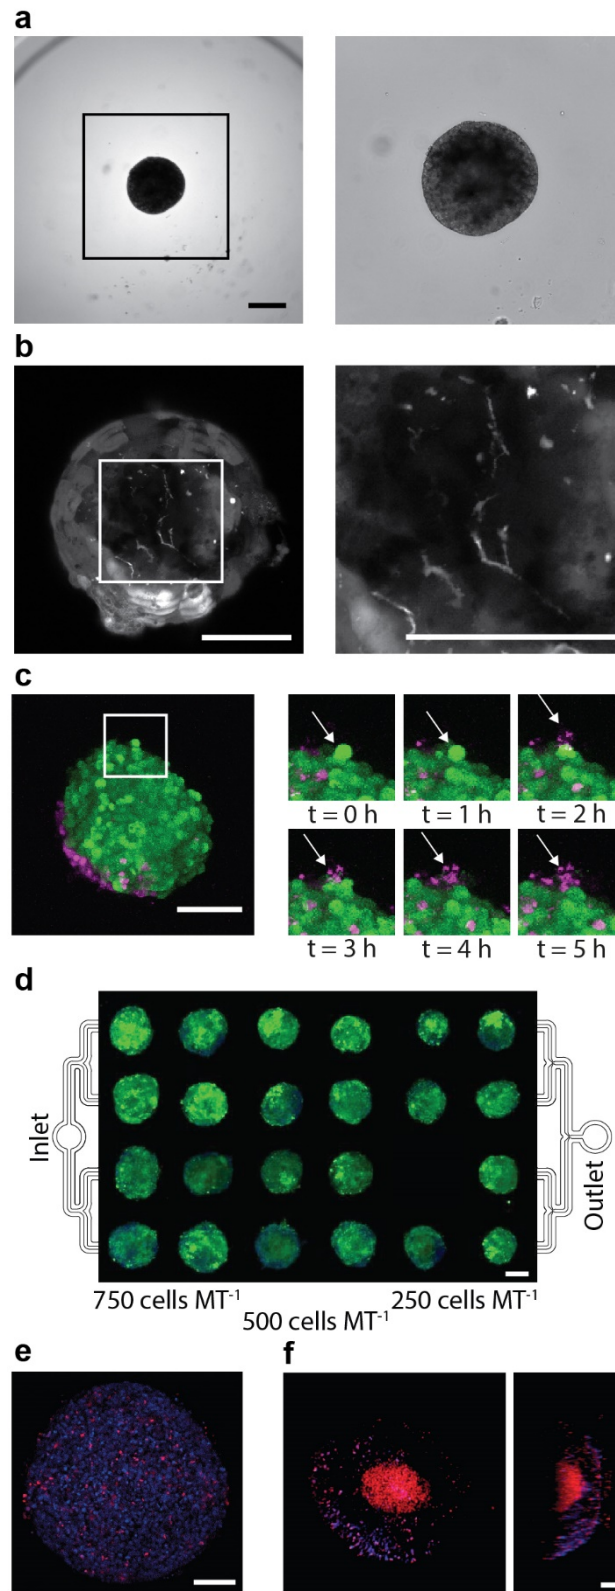 a
b
c
t = 0 h
t = 1 h
t = 2 h
t = 3 h
t = 4 h
t = 5 h
d
Inlet
Outlet
750 cells MT⁻¹
500 cells MT⁻¹
250 cells MT⁻¹
e
f